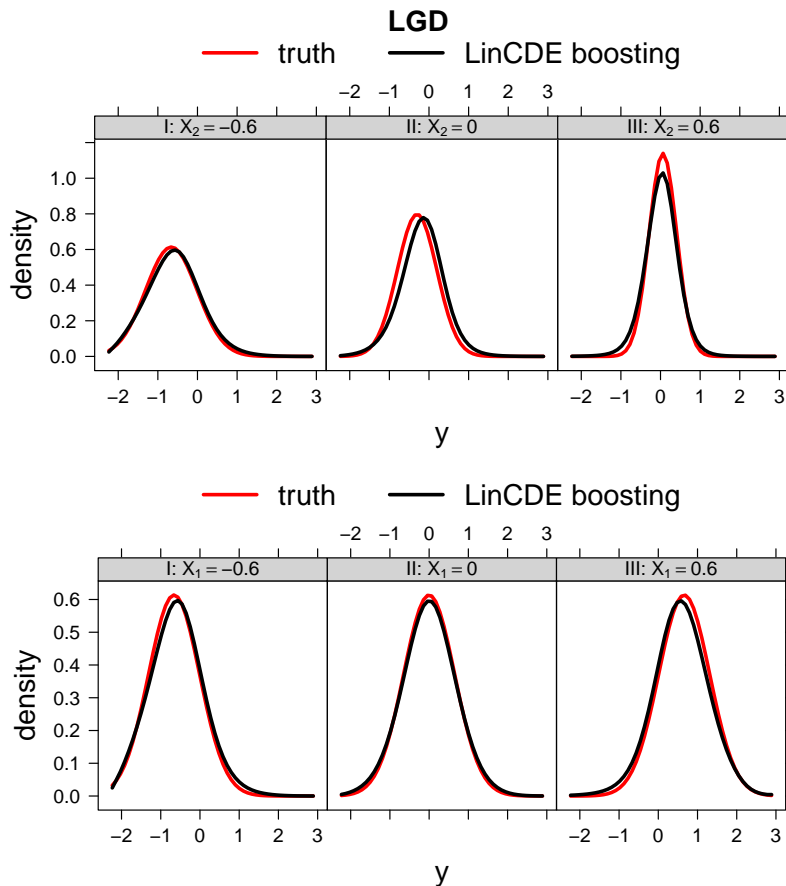 LGD
truth LinCDE boosting
−2 −1 0 1 2 3
I: X₂ = −0.6 II: X₂ = 0 III: X₂ = 0.6
1.0
0.8
0.6
0.4
0.2
0.0
density
−2 −1 0 1 2 3 −2 −1 0 1 2 3
y
truth LinCDE boosting
−2 −1 0 1 2 3
I: X₁ = −0.6 II: X₁ = 0 III: X₁ = 0.6
0.6
0.5
0.4
0.3
0.2
0.1
0.0
density
−2 −1 0 1 2 3 −2 −1 0 1 2 3
y